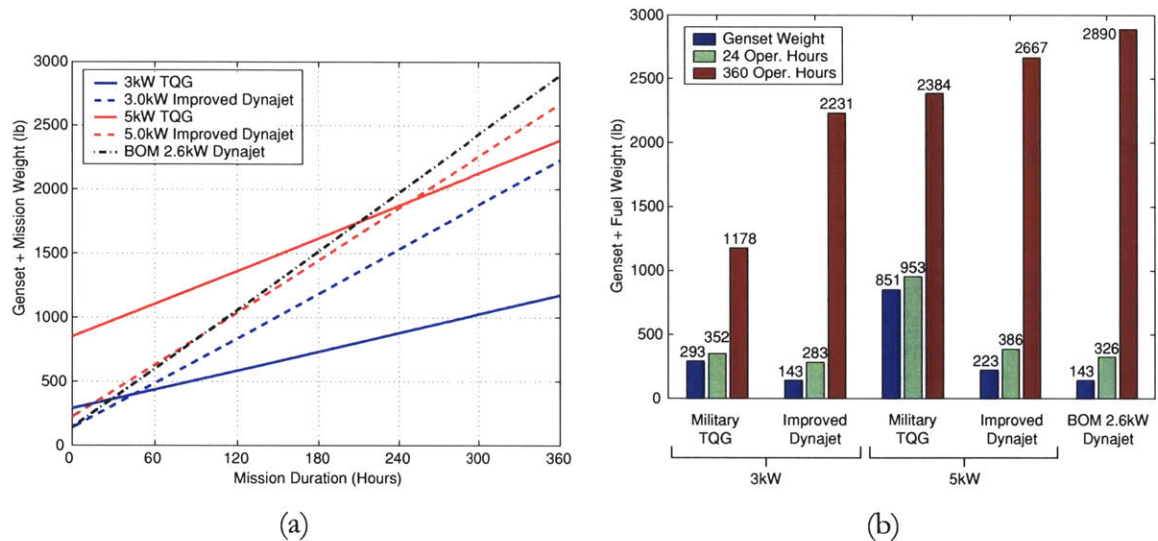 3000
2500
2000
1500
1000
500
0
Genset + Mission Weight (lb)
3kW TQG
3.0kW Improved Dynajet
5kW TQG
5.0kW Improved Dynajet
BOM 2.6kW Dynajet
0 60 120 180 240 300 360
Mission Duration (Hours)
(a)
3000
2500
2000
1500
1000
500
0
Genset + Fuel Weight (lb)
Genset Weight
24 Oper. Hours
360 Oper. Hours
293 352 1178
143 283 2231
851 953 2384
223 386 2667
143 326 2890
Military TQG
Improved Dynajet
Military TQG
Improved Dynajet
BOM 2.6kW Dynajet
3kW 5kW
(b)